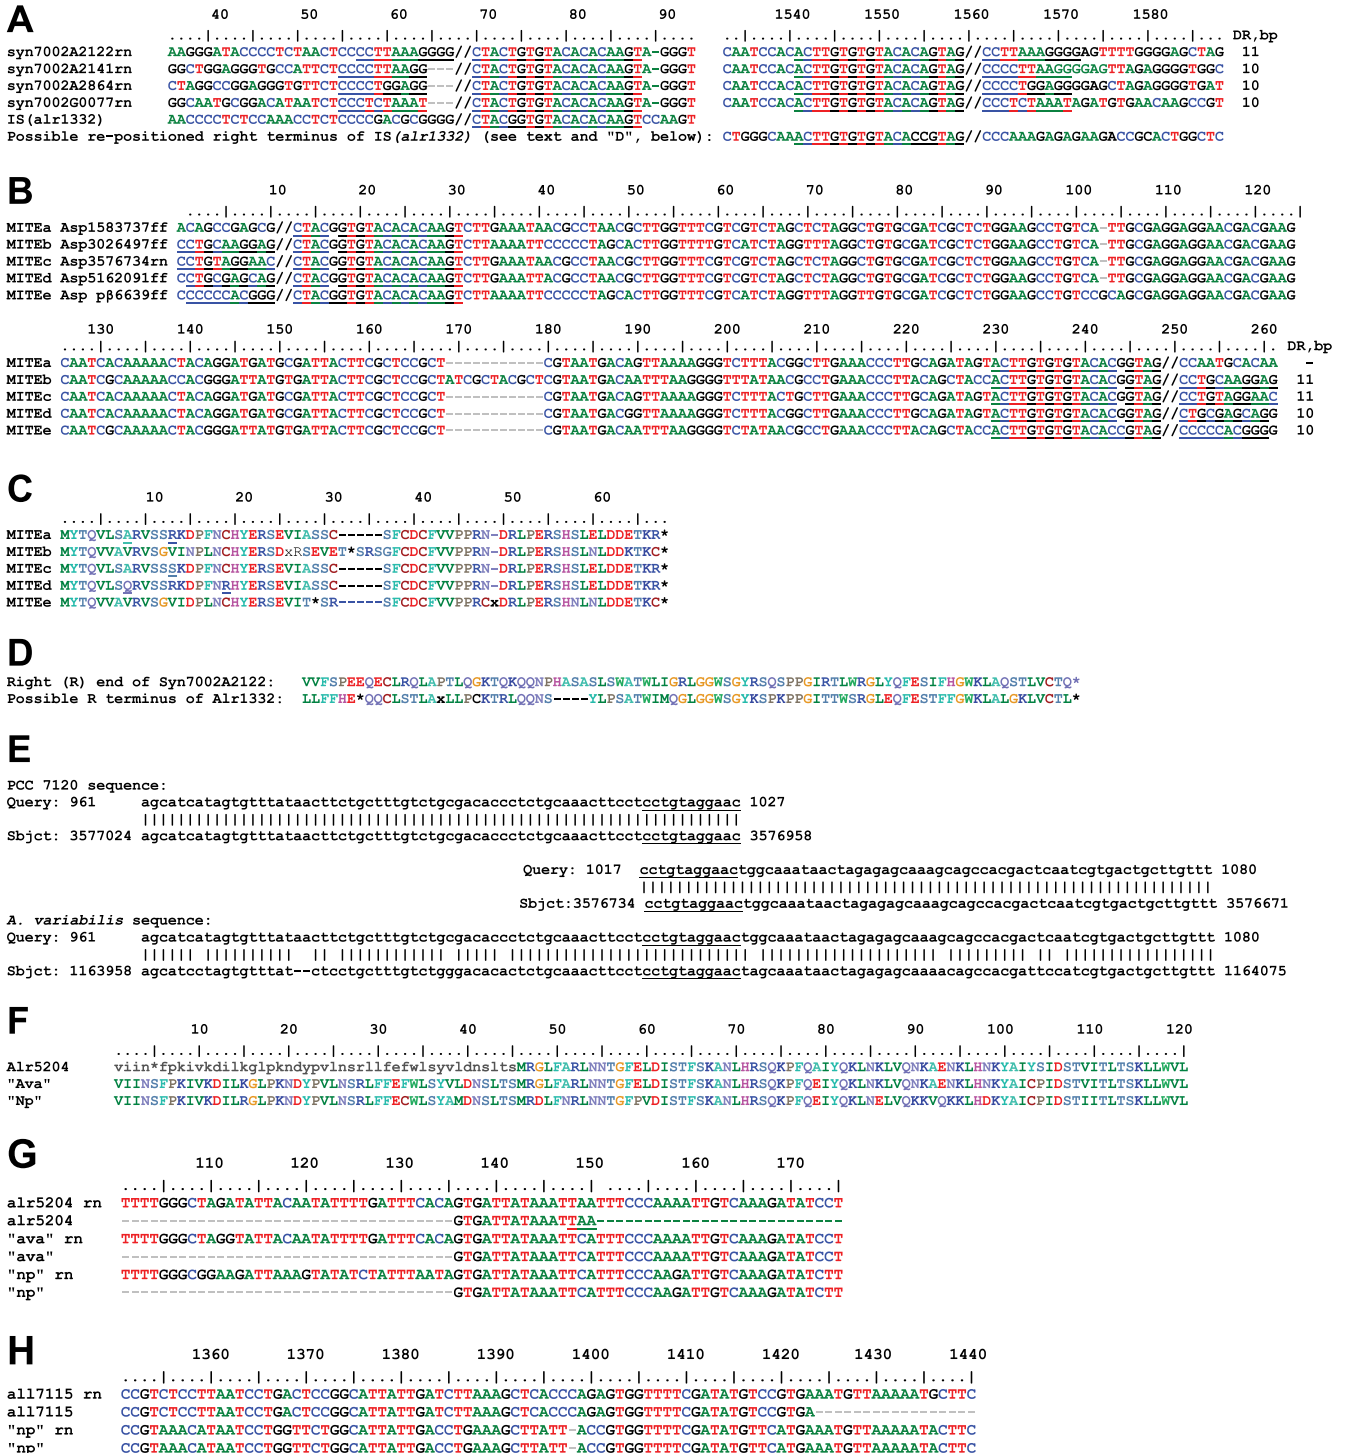 A
40 50 60 70 80 90 1540 1550 1560 1570 1580
DR,bp
syn7002A2122rn AAGGGATACCCCTCTAACTCCCCTTAAAGGGG//CTACTGTGTACACACAAGTA-GGGT CAATCCACACTTGTGTGTACACAGTAG//CCTTAAAGGGGAGTTTTGGGGAGCTAG 11
syn7002A2141rn GGCTGGAGGGTGCCATTCTCCCCTTAAGG---//CTACTGTGTACACACAAGTA-GGGT CAATCCACACTTGTGTGTACACAGTAG//CCCCTTAAGGGGAGTTAGAGGGGTGGC 10
syn7002A2864rn CTAGGCCGGAGGGTGTTCTCCCCTGGAGG---//CTACTGTGTACACACAAGTA-GGGT CAATCCACACTTGTGTGTACACAGTAG//CCCCTGGAGGGGAGCTAGAGGGGTGAT 10
syn7002G0077rn GGCAATGCGGACATAATCTCCCTCTAAAT---//CTACTGTGTACACACAAGTA-GGGT CAATCCACACTTGTGTGTACACAGTAG//CCCTCTAAATAGATGTGAACAAGCCGT 10
IS(alr1332) AACCCCTCTCCAAACCTCTCCCCGACGCGGGG//CTACGGTGTACACACAAGTCCAAGT
Possible re-positioned right terminus of IS(alr1332) (see text and "D", below): CTGGGCAAACTTGTGTGTACACCGTAG//CCCAAAGAGAGAAGACCGCACTGGCTC
B
10 20 30 40 50 60 70 80 90 100 110 120
MITEa Asp1583737ff ACAGCCGAGCG//CTACGGTGTACACACAAGTCTTGAAATAACGCCTAACGCTTGGTTTCGTCGTCTAGCTCTAGGCTGTGCGATCGCTCTGGAAGCCTGTCA-TTGCGAGGAGGAACGACGAAG
MITEb Asp3026497ff CCTGCAAGGAG//CTACGGTGTACACACAAGTCTTAAAATTCCCCCTAGCACTTGGTTTTGTCATCTAGGTTTAGGCTGTGCGATCGCTCTGGAAGCCTGTCA-TTGCGAGGAGGAACGACGAAG
MITEc Asp3576734rn CCTGTAGGAAC//CTACGGTGTACACACAAGTCTTGAAATAACGCCTAACGCTTGGTTTCGTCGTCTAGCTCTAGGCTGTGCGATCGCTCTGGAAGCCTGTCA-TTGCGAGGAGGAACGACGAAG
MITEd Asp5162091ff CCTGCGAGCAG//CTACGGTGTACACACAAGTCTTGAAATTACGCCTAACGCTTGGTTTCGTCGTCTAGCTCTAGGCTGTGCGATCGCTCTGGAAGCCTGTCA-TTGCGAGGAGGAACGACGAAG
MITEe Asp pβ6639ff CCCCCCACGGG//CTACGGTGTACACACAAGTCTTAAAATTCCCCCTAGCACTTGGTTTCGTCATCTAGGTTTAGGTTGTGCGATCGCTCTGGAAGCCTGTCCGCAGCGAGGAGGAACGACGAAG
130 140 150 160 170 180 190 200 210 220 230 240 250 260
DR,bp
MITEa CAATCACAAAAACTACAGGATGATGCGATTACTTCGCTCCGCT-----------CGTAATGACAGTTAAAAGGGTCTTTACGGCTTGAAACCCTTGCAGATAGTACTTGTGTGTACACGGTAG//CCAATGCACAA -
MITEb CAATCGCAAAAACCACGGGATTATGTGATTACTTCGCTCCGCTATCGCTACGCTCGTAATGACAATTTAAGGGGTTTATAACGCCTGAAACCCTTACAGCTACCACTTGTGTGTACACGGTAG//CCTGCAAGGAG 11
MITEc CAATCACAAAAACTACAGGATGATGCGATTACTTCGCTCCGCT-----------CGTAATGACAGTTAAAAGGGTCTTTACTGCTTGAAACCCTTGCAGATAGTACTTGTGTGTACACGGTAG//CCTGTAGGAAC 11
MITEd CAATCACAAAAACTACAGGATGATGCGATTACTTCGCTCCGCT-----------CGTAATGACGGTTAAAAGGGTCTTTACGGCTTGAAACCCTTGCAGATAGTACTTGTGTGTACACGGTAG//CTGCGAGCAGG 10
MITEe CAATCGCAAAAACTACGGGATTATGTGATTACTTCGCTCCGCT-----------CGTAATGACAATTTAAGGGGTCTATAACGCCTGAAACCCTTACAGCTACCACTTGTGTGTACACCGTAG//CCCCCACGGGG 10
C
10 20 30 40 50 60
MITEa MYTQVLSARVSSRKDPFNCHYERSEVIASSC-----SFCDCFVVPPRN-DRLPERSHSLELDDETKR*
MITEb MYTQVVAVRVSGVINPLNCHYERSDxRSEVET*SRSGFCDCFVVPPRN-DRLPERSHSLNLDDKTKC*
MITEc MYTQVLSARVSSSKDPFNCHYERSEVIASSC-----SFCDCFVVPPRN-DRLPERSHSLELDDETKR*
MITEd MYTQVLSQRVSSRKDPFNRHYERSEVIASSC-----SFCDCFVVPPRN-DRLPERSHSLELDDETKR*
MITEe MYTQVVAVRVSGVIDPLNCHYERSEVIT*SR-----SFCDCFVVPPRCxDRLPERSHNLNLDDETKC*
D
Right (R) end of Syn7002A2122: VVFSPEEQECLRQLAPTLQGKTQKQQNPHASASLSWATWLIGRLGGWSGYRSQSPPGIRTLWRGLYQFESIFHGWKLAQSTLVCTQ*
Possible R terminus of Alr1332: LLFFHE*QQCLSTLAxLLPCKTRLQQNS----YLPSATWIMQGLGGWSGYKSPKPPGITTWSRGLEQFESTFFGWKLALGKLVCTL*
E
PCC 7120 sequence:
Query: 961 agcatcatagtgtttataacttctgctttgtctgcgacaccctctgcaaacttcctcctgtaggaac 1027
Sbjct: 3577024 agcatcatagtgtttataacttctgctttgtctgcgacaccctctgcaaacttcctcctgtaggaac 3576958
Query: 1017 cctgtaggaactggcaaataactagagagcaaagcagccacgactcaatcgtgactgcttgttt 1080
Sbjct:3576734 cctgtaggaactggcaaataactagagagcaaagcagccacgactcaatcgtgactgcttgttt 3576671
A. variabilis sequence:
Query: 961 agcatcatagtgtttataacttctgctttgtctgcgacaccctctgcaaacttcctcctgtaggaactggcaaataactagagagcaaagcagccacgactcaatcgtgactgcttgttt 1080
Sbjct: 1163958 agcatcctagtgtttat--ctcctgctttgtctgggacacactctgcaaacttcctcctgtaggaactagcaaataactagagagcaaaacagccacgattccatcgtgactgcttgttt 1164075
F
10 20 30 40 50 60 70 80 90 100 110 120
Alr5204 viin*fpkivkdilkglpkndypvlnsrllfefwlsyvldnsltsMRGLFARLNNTGFELDISTFSKANLHRSQKPFQAIYQKLNKLVQNKAENKLHNKYAIYSIDSTVITLTSKLLWVL
"Ava" VIINSFPKIVKDILKGLPKNDYPVLNSRLFFEFWLSYVLDNSLTSMRGLFARLNNTGFELDISTFSKANLHRSQKPFQEIYQKLNKLVQNKAENKLHNKYAICPIDSTVITLTSKLLWVL
"Np" VIINSFPKIVKDILRGLPKNDYPVLNSRLFFECWLSYAMDNSLTSMRDLFNRLNNTGFPVDISTFSKANLHRSQKPFQEIYQKLNELVQKKVQKKLHDKYAICPIDSTIITLTSKLLWVL
G
110 120 130 140 150 160 170
alr5204 rn TTTTGGGCTAGATATTACAATATTTTGATTTCACAGTGATTATAAATTAATTTCCCAAAATTGTCAAAGATATCCT
alr5204 -----------------------------------GTGATTATAAATTAA--------------------------
"ava" rn TTTTGGGCTAGGTATTACAATATTTTGATTTCACAGTGATTATAAATTCATTTCCCAAAATTGTCAAAGATATCCT
"ava" -----------------------------------GTGATTATAAATTCATTTCCCAAAATTGTCAAAGATATCCT
"np" rn TTTTGGGCGGAAGATTAAAGTATATCTATTTAATAGTGATTATAAATTCATTTCCCAAGATTGTCAAAGATATCTT
"np" -----------------------------------GTGATTATAAATTCATTTCCCAAGATTGTCAAAGATATCTT
H
1360 1370 1380 1390 1400 1410 1420 1430 1440
all7115 rn CCGTCTCCTTAATCCTGACTCCGGCATTATTGATCTTAAAGCTCACCCAGAGTGGTTTTCGATATGTCCGTGAAATGTTAAAAATGCTTC
all7115 CCGTCTCCTTAATCCTGACTCCGGCATTATTGATCTTAAAGCTCACCCAGAGTGGTTTTCGATATGTCCGTGA-----------------
"np" rn CCGTAAACATAATCCTGGTTCTGGCATTATTGACCTGAAAGCTTATT-ACCGTGGTTTTCGATATGTTCATGAAATGTTAAAAATACTTC
"np" CCGTAAACATAATCCTGGTTCTGGCATTATTGACCTGAAAGCTTATT-ACCGTGGTTTTCGATATGTTCATGAAATGTTAAAAATACTTC